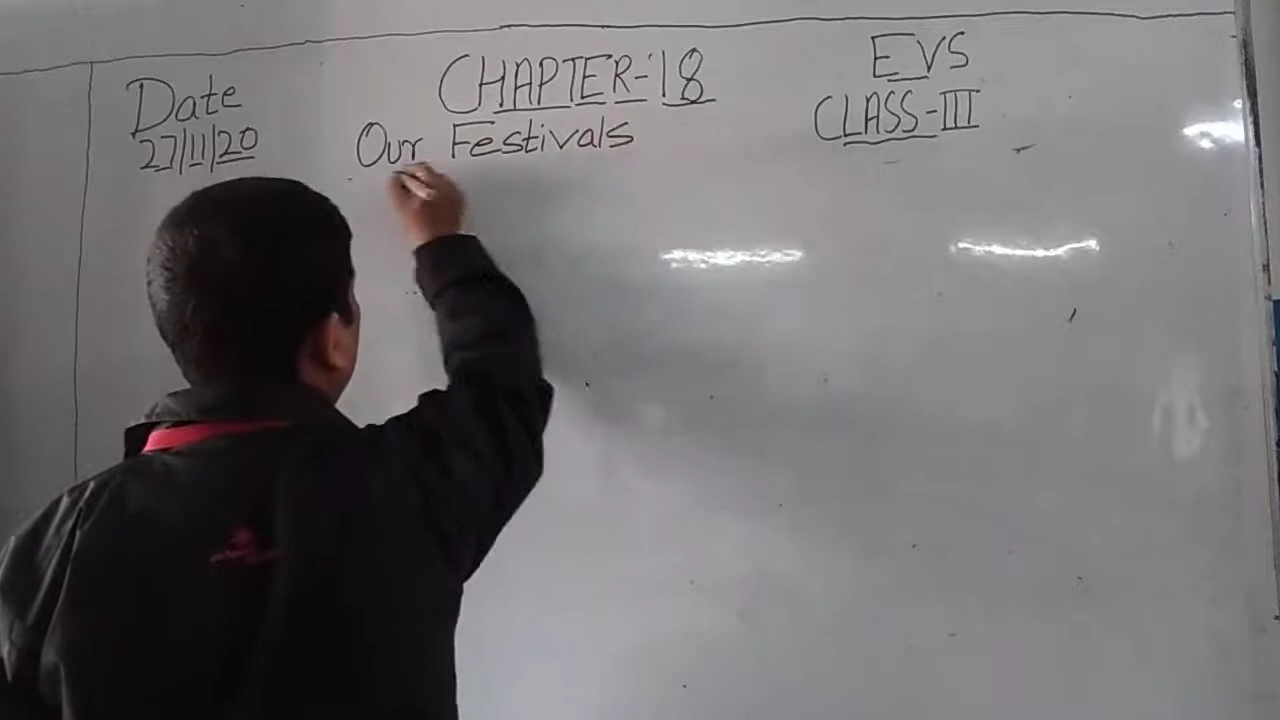 Date
27/11/20
CHAPTER-18
Our Festivals
EVS
CLASS-III